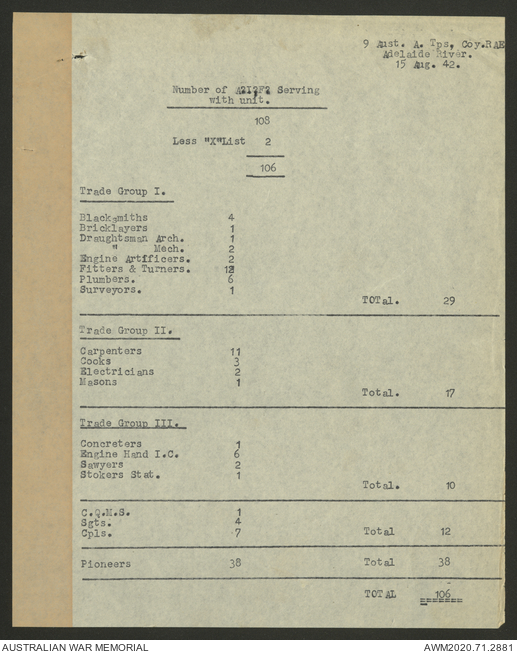 9 Aust. A. Tps, Coy.RAE
Adelaide River.
15 Aug. 42.
Number of A2I2F2 Serving
with unit.
108
Less "X"List 2
106
Trade Group I.
Blacksmiths 4
Bricklayers 1
Draughtsman Arch. 1
" Mech. 2
Engine Artificers. 2
Fitters & Turners. 12
Plumbers. 6
Surveyors. 1
TOTal. 29
Trade Group II.
Carpenters 11
Cooks 3
Electricians 2
Masons 1
Total. 17
Trade Group III.
Concreters 1
Engine Hand I.C. 6
Sawyers 2
Stokers Stat. 1
Total. 10
C.Q.M.S. 1
Sgts. 4
Cpls. 7 Total 12
Pioneers 38 Total 38
TOTAL 106
AUSTRALIAN WAR MEMORIAL AWM2020.71.2881